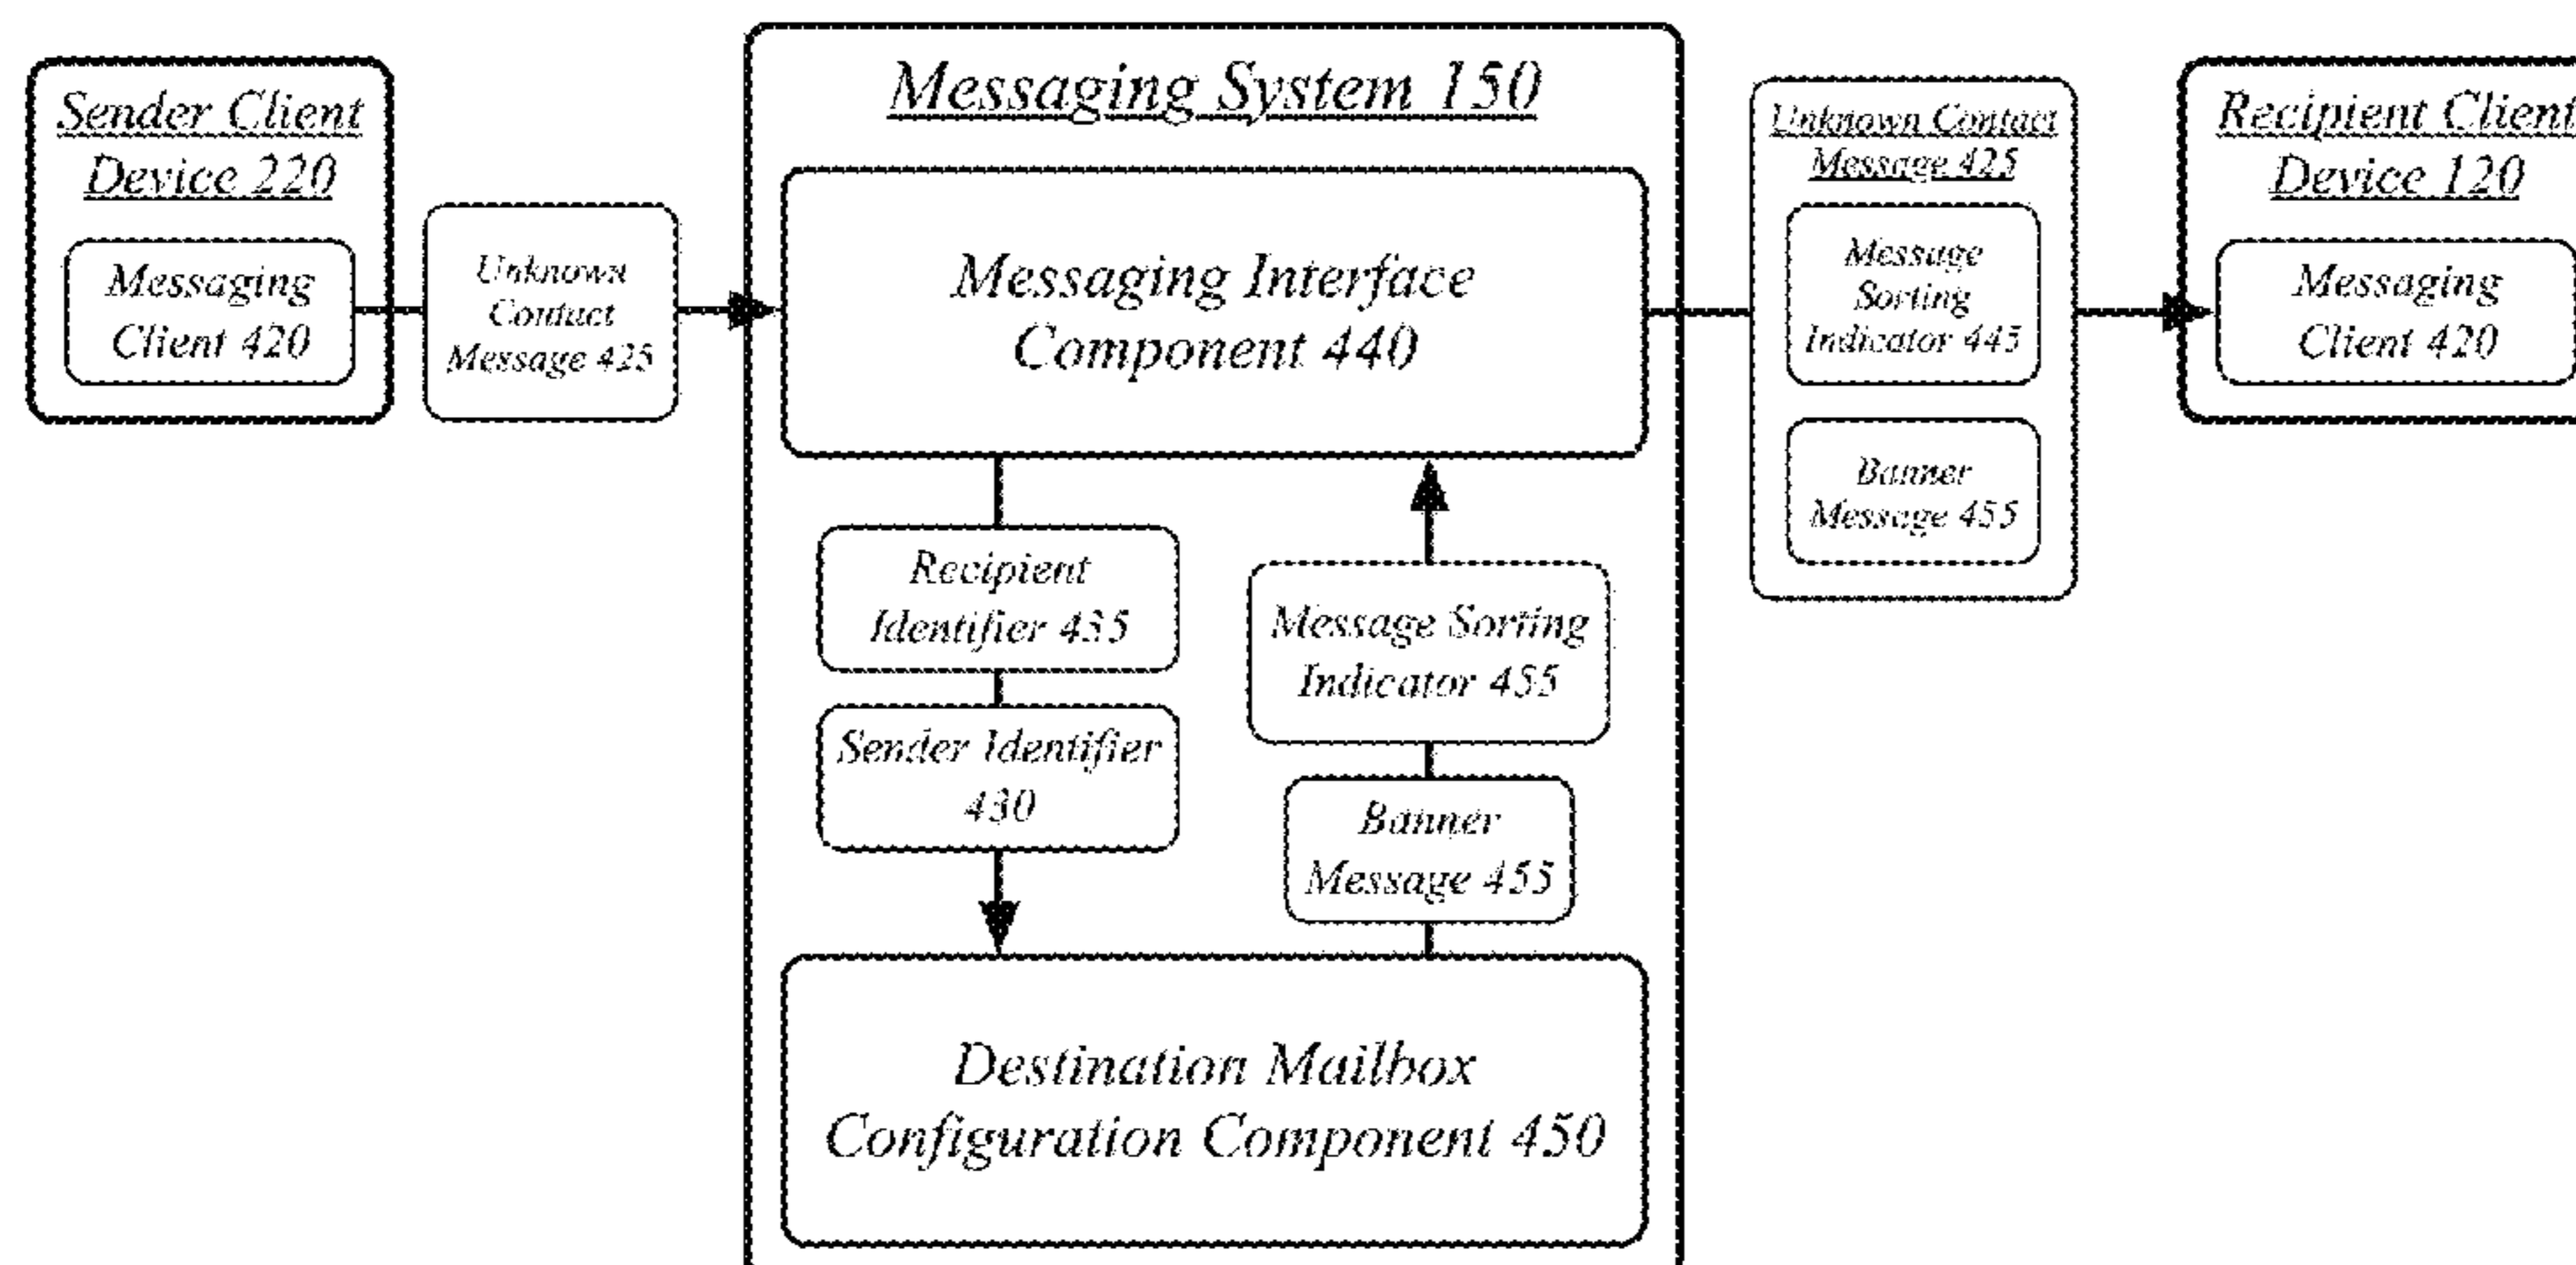 Sender Client
Device 220
Messaging
Client 420
Unknown
Contact
Message 425
Messaging System 150
Messaging Interface
Component 440
Recipient
Identifier 435
Sender Identifier
430
Message Sorting
Indicator 455
Banner
Message 455
Destination Mailbox
Configuration Component 450
Unknown Contact
Message 425
Message
Sorting
Indicator 445
Banner
Message 455
Recipient Client
Device 120
Messaging
Client 420